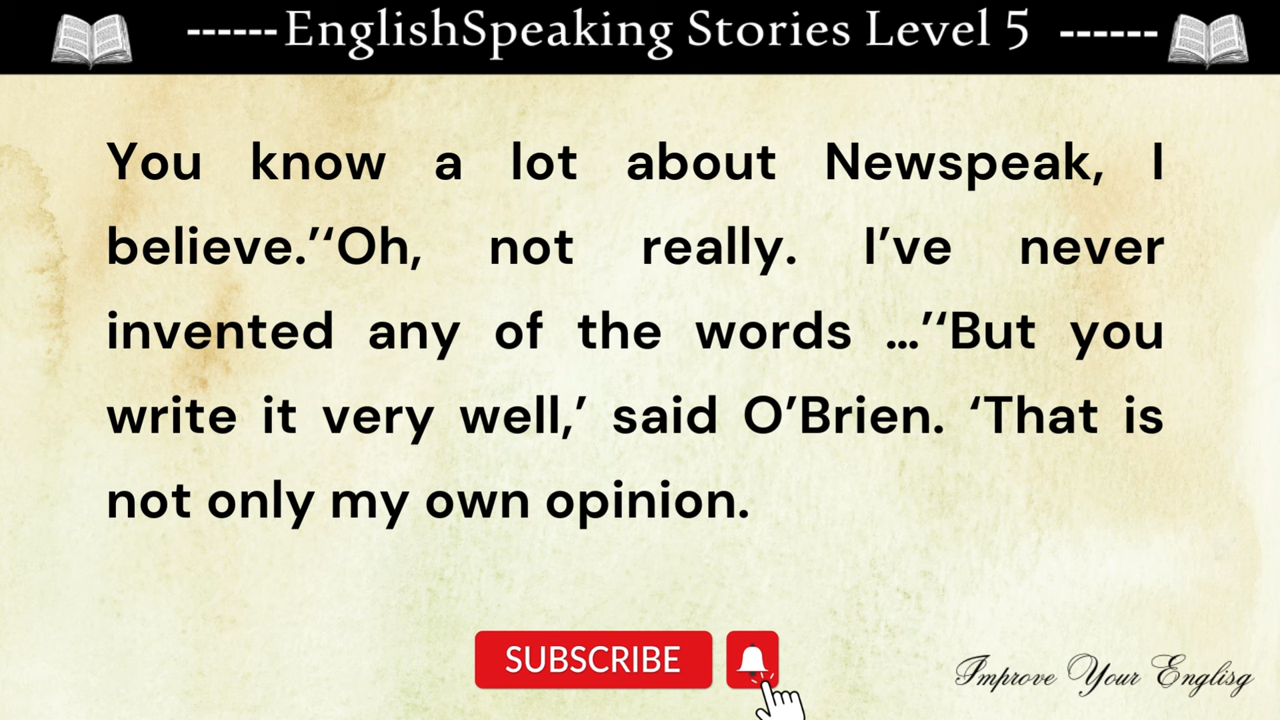 ------EnglishSpeaking Stories Level 5 ------
You know a lot about Newspeak, I
believe.’‘Oh, not really. I’ve never
invented any of the words …’‘But you
write it very well,’ said O’Brien. ‘That is
not only my own opinion.
SUBSCRIBE
Improve Your Englisg